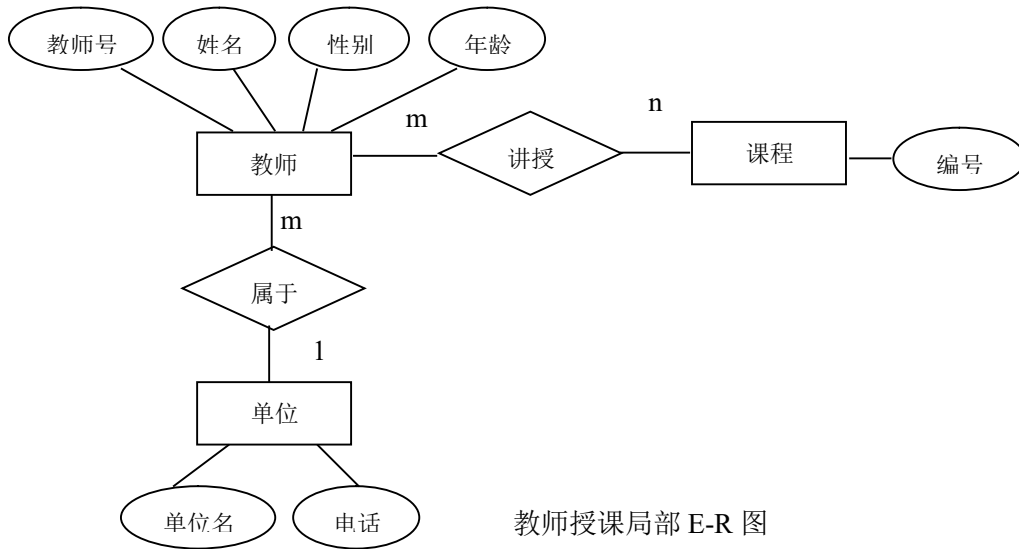 教师号
姓名
性别
年龄
m
n
教师
讲授
课程
编号
m
属于
1
单位
单位名
电话
教师授课局部 E-R 图